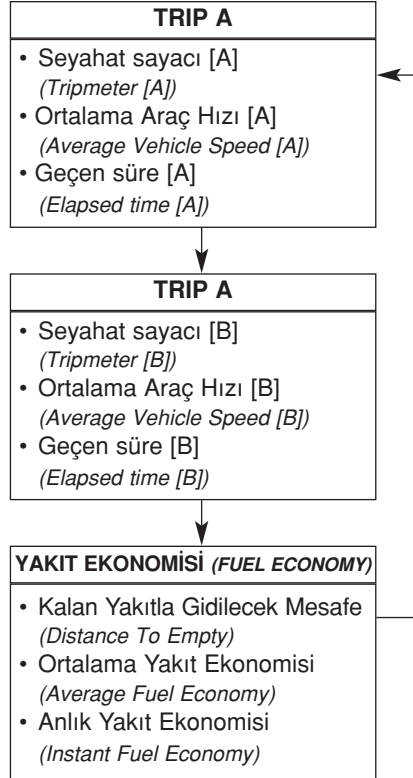 TRIP A
• Seyahat sayacı [A]
(Tripmeter [A])
• Ortalama Araç Hızı [A]
(Average Vehicle Speed [A])
• Geçen süre [A]
(Elapsed time [A])
TRIP A
• Seyahat sayacı [B]
(Tripmeter [B])
• Ortalama Araç Hızı [B]
(Average Vehicle Speed [B])
• Geçen süre [B]
(Elapsed time [B])
YAKIT EKONOMİSİ (FUEL ECONOMY)
• Kalan Yakıtla Gidilecek Mesafe
(Distance To Empty)
• Ortalama Yakıt Ekonomisi
(Average Fuel Economy)
• Anlık Yakıt Ekonomisi
(Instant Fuel Economy)